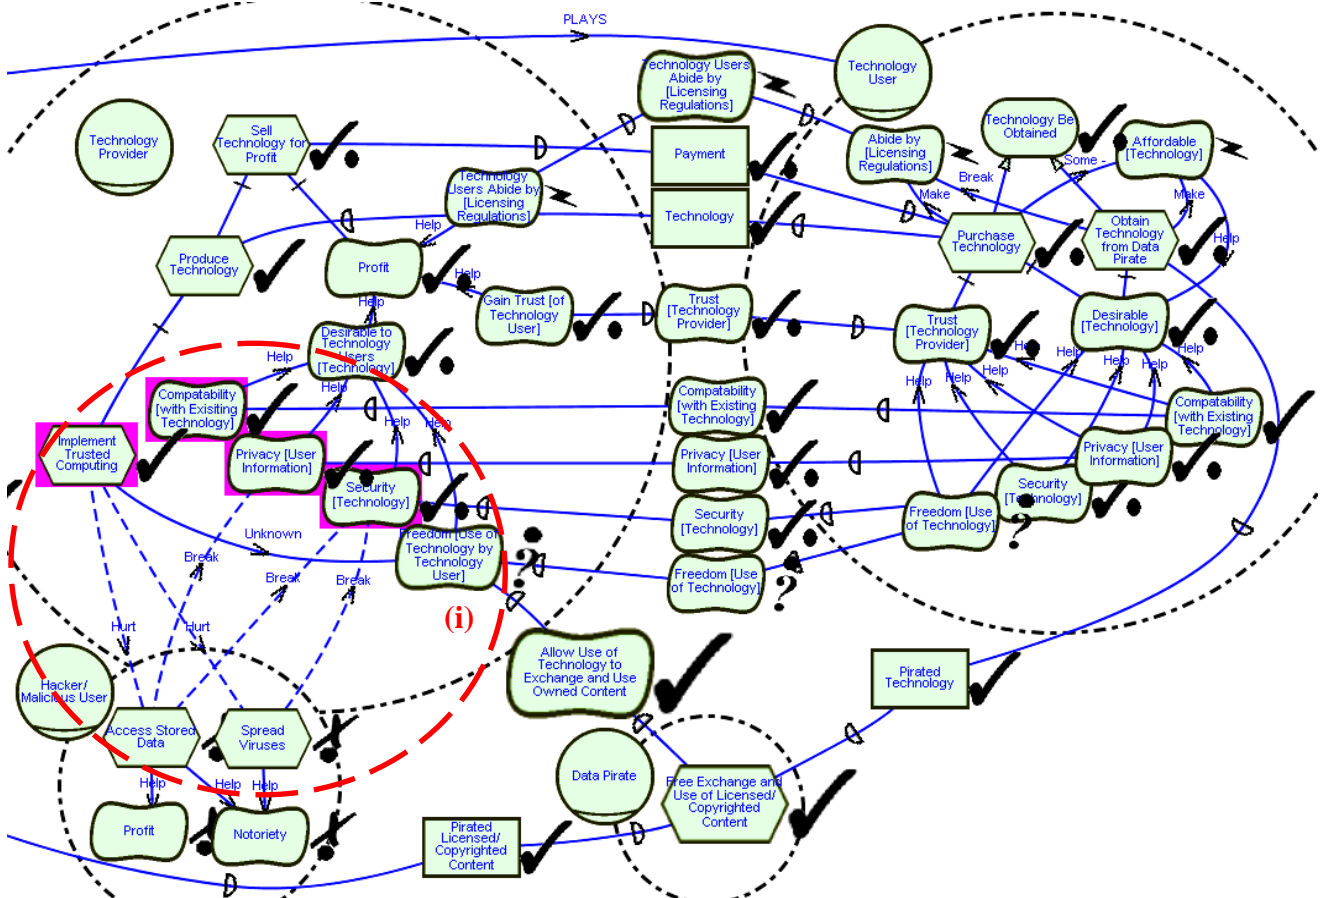 PLAYS
Technology
User
Technology Users
Abide by
[Licensing
Regulations]
Technology
Provider
Sell
Technology for
Profit
Payment
Abide by
[Licensing
Regulations]
Technology Be
Obtained
Affordable
[Technology]
Some -
Break
Make
Make
Technology
Users Abide by
[Licensing
Regulations]
Help
Technology
Produce
Technology
Profit
Help
Purchase
Technology
Obtain
Technology
from Data
Pirate
Help
Gain Trust [of
Technology
User]
Trust
[Technology
Provider]
Trust
[Technology
Provider]
Desirable
[Technology]
Help
Desirable to
Technology
Users
[Technology]
Help
Help
Help
Help
Help
Help
Help
Help
Help
Compatability
[with Exisiting
Technology]
Help
Help
Help
Compatability
[with Existing
Technology]
Compatability
[with Existing
Technology]
Implement
Trusted
Computing
Privacy [User
Information]
Privacy [User
Information]
Privacy [User
Information]
Security
[Technology]
Security
[Technology]
Security
[Technology]
Freedom [Use
of Technology]
Unknown
Freedom [Use of
Technology by
Technology
User]
Freedom [Use
of Technology]
?
?
?
Break
Break
Break
(i)
Hurt
Hurt
Hacker/
Malicious User
Allow Use of
Technology to
Exchange and Use
Owned Content
Pirated
Technology
Access Stored
Data
Spread
Viruses
Data Pirate
Free Exchange and
Use of Licensed/
Copyrighted
Content
Help
Help
Help
Profit
Notoriety
Pirated
Licensed/
Copyrighted
Content